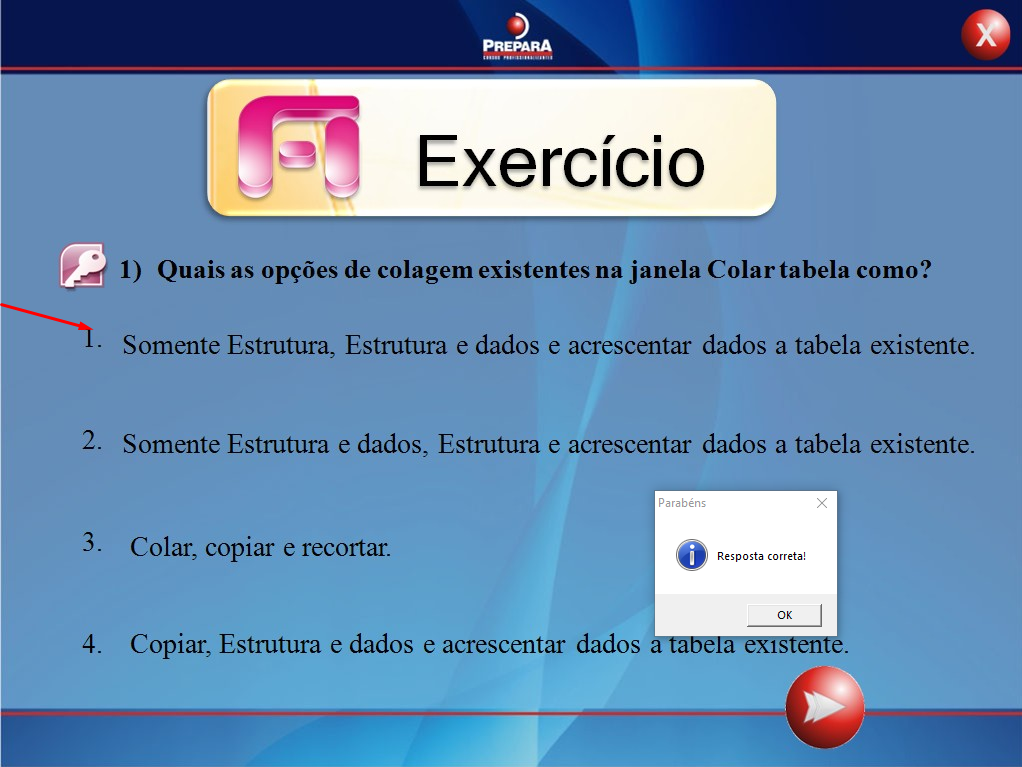 PREPARA
CURSOS PROFISSIONALIZANTES
X
Exercício
1) Quais as opções de colagem existentes na janela Colar tabela como?
1. Somente Estrutura, Estrutura e dados e acrescentar dados a tabela existente.
2. Somente Estrutura e dados, Estrutura e acrescentar dados a tabela existente.
Parabéns
3. Colar, copiar e recortar.
Resposta correta!
OK
4. Copiar, Estrutura e dados e acrescentar dados a tabela existente.